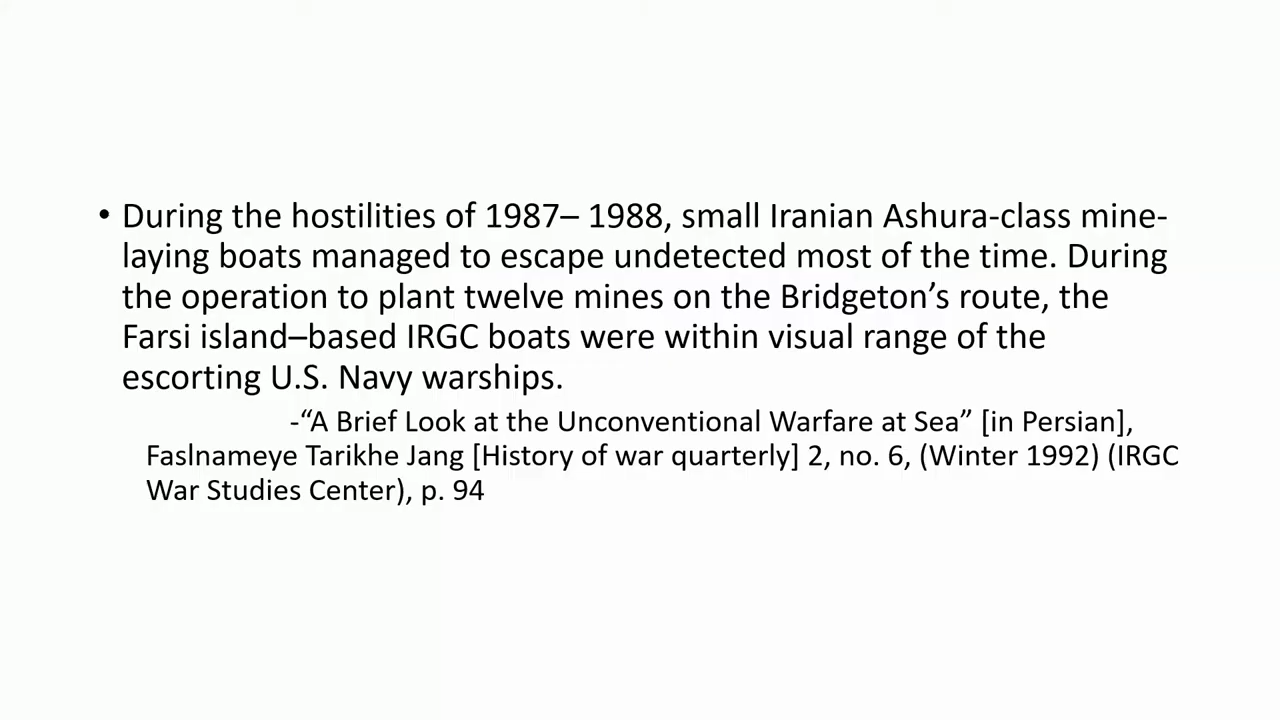 • During the hostilities of 1987– 1988, small Iranian Ashura-class mine-
laying boats managed to escape undetected most of the time. During
the operation to plant twelve mines on the Bridgeton’s route, the
Farsi island–based IRGC boats were within visual range of the
escorting U.S. Navy warships.
-“A Brief Look at the Unconventional Warfare at Sea” [in Persian],
Faslnameye Tarikhe Jang [History of war quarterly] 2, no. 6, (Winter 1992) (IRGC
War Studies Center), p. 94